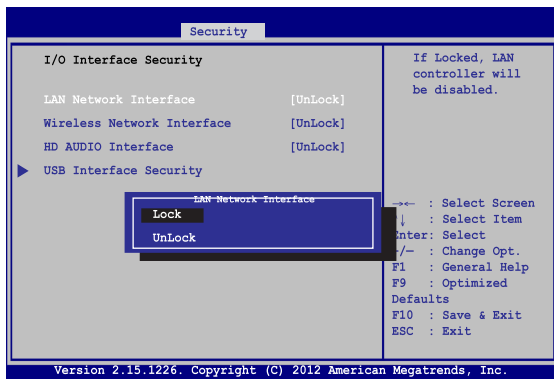 Security
I/O Interface Security
LAN Network Interface [UnLock]
Wireless Network Interface [UnLock]
HD AUDIO Interface [UnLock]
USB Interface Security
If Locked, LAN
controller will
be disabled.
LAN Network Interface
Lock
UnLock
→← : Select Screen
↓ : Select Item
Enter: Select
/— : Change Opt.
F1 : General Help
F9 : Optimized
Defaults
F10 : Save & Exit
ESC : Exit
Version 2.15.1226. Copyright (C) 2012 American Megatrends, Inc.